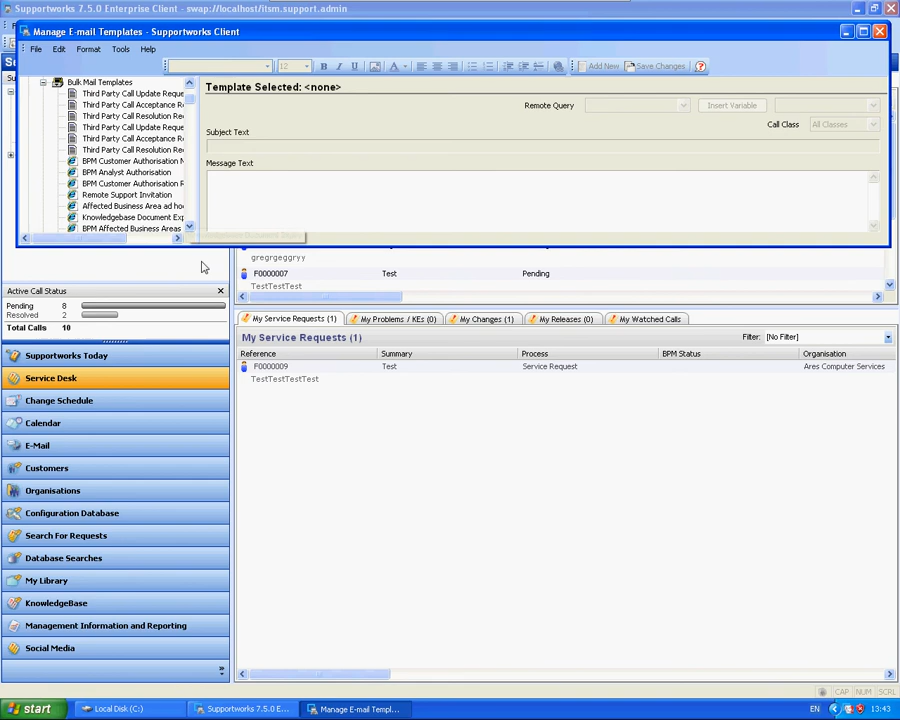 Supportworks 7.5.0 Enterprise Client - swap://localhost/itsm.support.admin
Manage E-mail Templates - Supportworks Client
File Edit Format Tools Help
12 B I U A Add New Save Changes
Bulk Mail Templates
Third Party Call Update Reque
Third Party Call Acceptance R
Third Party Call Resolution Re
Third Party Call Update Reque
Third Party Call Acceptance R
Third Party Call Resolution Re
BPM Customer Authorisation N
BPM Analyst Authorisation
BPM Customer Authorisation R
Remote Support Invitation
Affected Business Area ad ho
Knowledgebase Document Exp
BPM Affected Business Areas
Template Selected: <none>
Remote Query Insert Variable
Call Class All Classes
Subject Text
Message Text
gregrgeggryy
F0000007 Test Pending
TestTestTest
Active Call Status
Pending 8
Resolved 2
Total Calls 10
Supportworks Today
Service Desk
Change Schedule
Calendar
E-Mail
Customers
Organisations
Configuration Database
Search For Requests
Database Searches
My Library
KnowledgeBase
Management Information and Reporting
Social Media
My Service Requests (1) My Problems / KEs (0) My Changes (1) My Releases (0) My Watched Calls
My Service Requests (1) Filter: [No Filter]
Reference Summary Process BPM Status Organisation
F0000009 Test Service Request Ares Computer Services
TestTestTestTest
CAP NUM SCRL
start Local Disk (C:) Supportworks 7.5.0 E... Manage E-mail Templ... EN 13:43